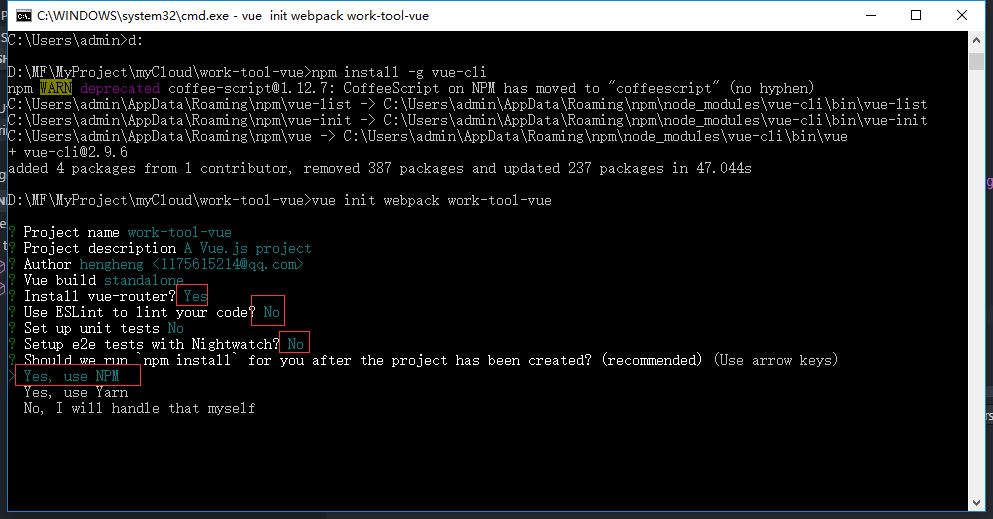 C:\WINDOWS\system32\cmd.exe - vue  init webpack work-tool-vue
C:\Users\admin>d:
D:\MF\MyProject\myCloud\work-tool-vue>npm install -g vue-cli
npm WARN deprecated coffee-script@1.12.7: CoffeeScript on NPM has moved to "coffeescript" (no hyphen)
C:\Users\admin\AppData\Roaming\npm\vue-list -> C:\Users\admin\AppData\Roaming\npm\node_modules\vue-cli\bin\vue-list
C:\Users\admin\AppData\Roaming\npm\vue-init -> C:\Users\admin\AppData\Roaming\npm\node_modules\vue-cli\bin\vue-init
C:\Users\admin\AppData\Roaming\npm\vue -> C:\Users\admin\AppData\Roaming\npm\node_modules\vue-cli\bin\vue
+ vue-cli@2.9.6
added 4 packages from 1 contributor, removed 387 packages and updated 237 packages in 47.044s
D:\MF\MyProject\myCloud\work-tool-vue>vue init webpack work-tool-vue
? Project name work-tool-vue
? Project description A Vue.js project
? Author hengheng <1175615214@qq.com>
? Vue build standalone
? Install vue-router? Yes
? Use ESLint to lint your code? No
? Set up unit tests No
? Setup e2e tests with Nightwatch? No
? Should we run `npm install` for you after the project has been created? (recommended) (Use arrow keys)
> Yes, use NPM
Yes, use Yarn
No, I will handle that myself